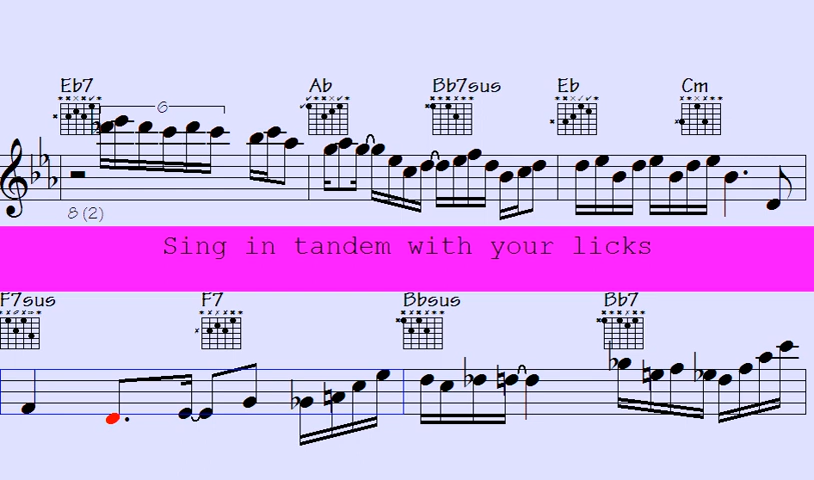 Eb7 Ab Bb7sus Eb Cm
6
8 (2)
Sing in tandem with your licks
F7sus F7 Bbsus Bb7